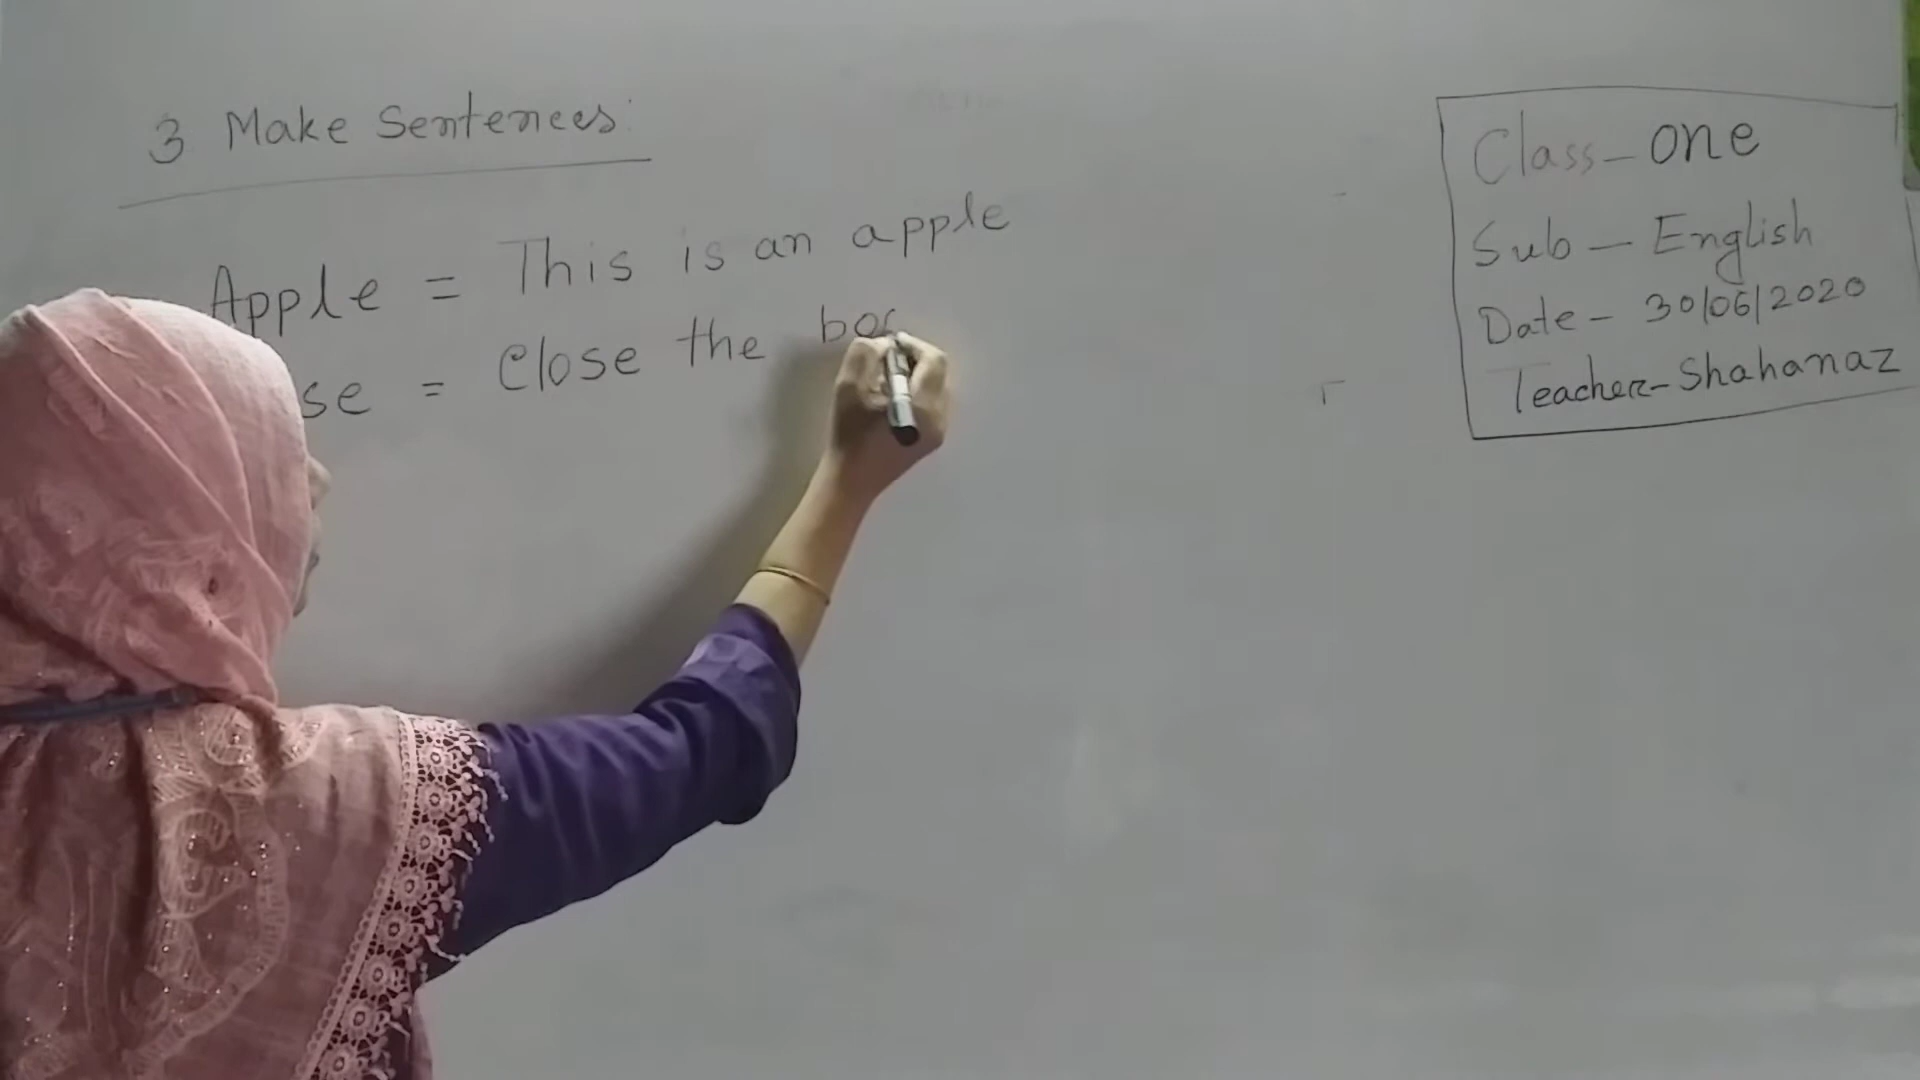 3 Make Sentences:
Apple = This is an apple
se = Close the bo
Class - one
Sub - English
Date - 30/06/2020
Teacher - Shahanaz